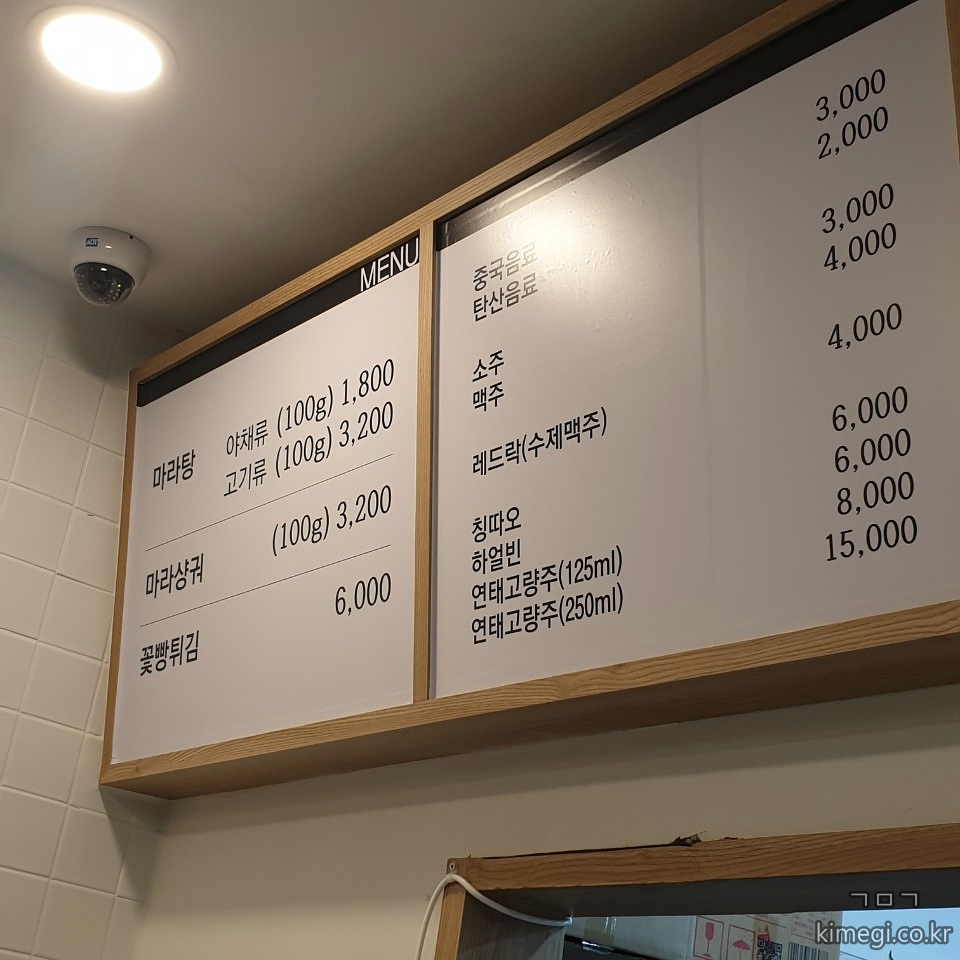 ADT
MENU
마라탕 야채류 (100g) 1,800
고기류 (100g) 3,200
마라샹궈 (100g) 3,200
꽃빵튀김 6,000
중국음료 3,000
탄산음료 2,000
소주 3,000
맥주 4,000
레드락(수제맥주) 4,000
칭따오 6,000
하얼빈 6,000
연태고량주(125ml) 8,000
연태고량주(250ml) 15,000
ㄱㅁㄱ
kimegi.co.kr